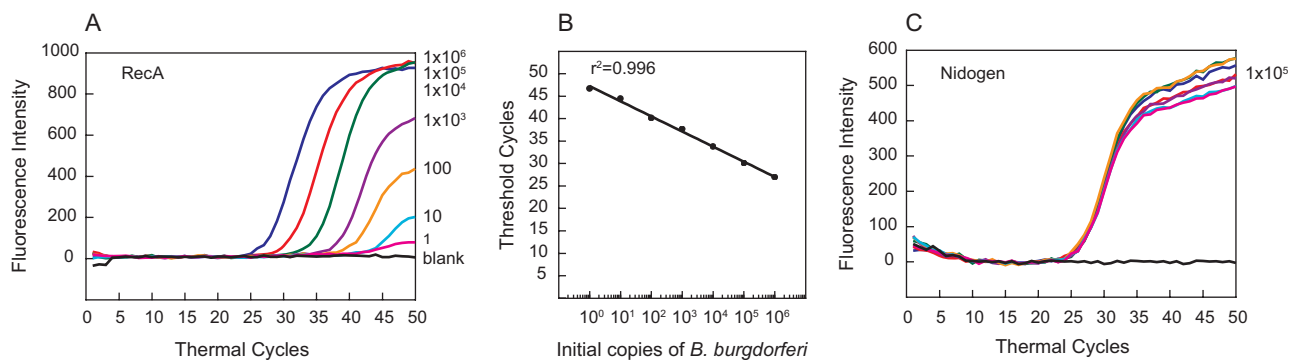 A
Fluorescence Intensity
1000
800
600
400
200
0
RecA
1x10⁶
1x10⁵
1x10⁴
1x10³
100
10
1
blank
0 5 10 15 20 25 30 35 40 45 50
Thermal Cycles
B
Threshold Cycles
50
45
40
35
30
25
20
15
10
5
r²=0.996
10⁰ 10¹ 10² 10³ 10⁴ 10⁵ 10⁶
Initial copies of B. burgdorferi
C
Fluorescence Intensity
600
500
400
300
200
100
0
Nidogen
1x10⁵
0 5 10 15 20 25 30 35 40 45 50
Thermal Cycles